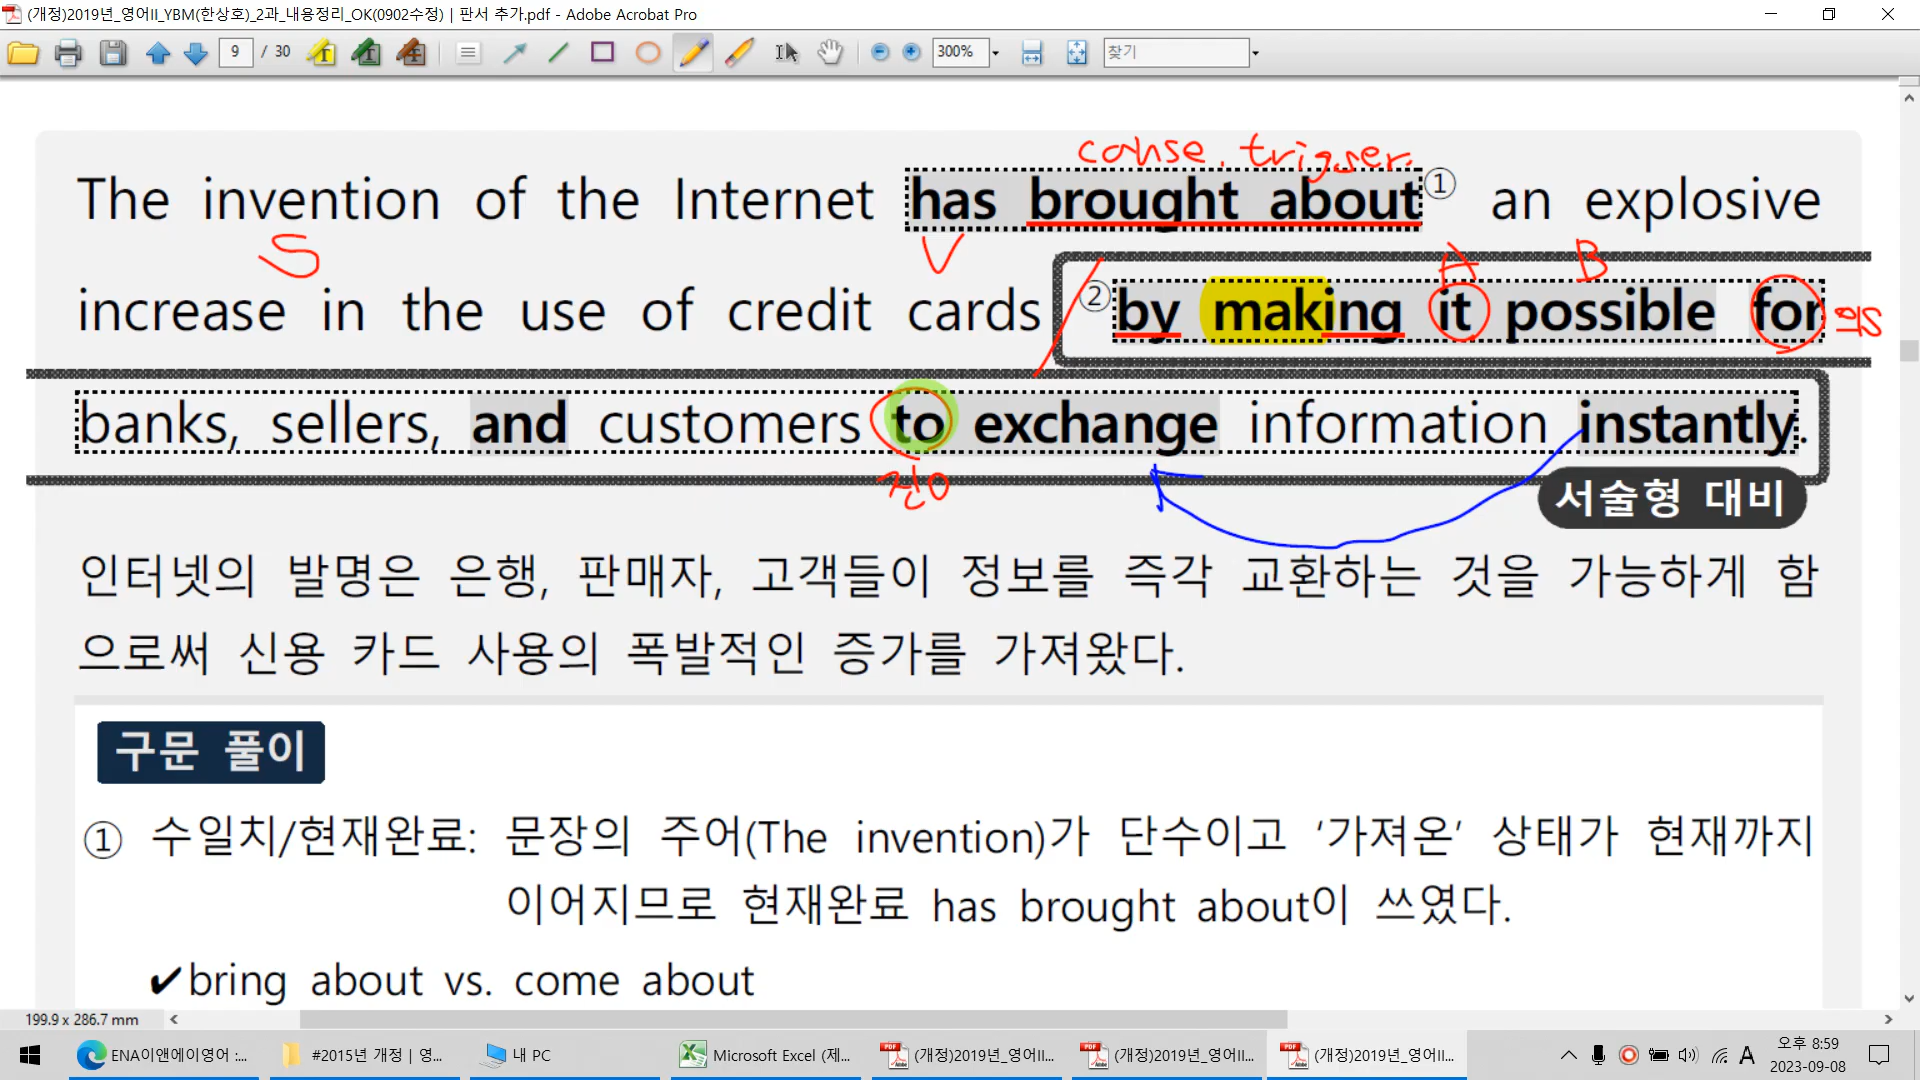 (개정)2019년_영어II_YBM(한상호)_2과_내용정리_OK(0902수정) | 판서 추가.pdf - Adobe Acrobat Pro
9 / 30 300% 찾기
cause. trigger.
The invention of the Internet has brought about① an explosive
S V A B
increase in the use of credit cards ②by making it possible for 의S
banks, sellers, and customers to exchange information instantly.
진O
서술형 대비
인터넷의 발명은 은행, 판매자, 고객들이 정보를 즉각 교환하는 것을 가능하게 함
으로써 신용 카드 사용의 폭발적인 증가를 가져왔다.
구문 풀이
① 수일치/현재완료: 문장의 주어(The invention)가 단수이고 ‘가져온’ 상태가 현재까지
이어지므로 현재완료 has brought about이 쓰였다.
✔bring about vs. come about
199.9 x 286.7 mm
ENA이앤에이영어 :... #2015년 개정 | 영... 내 PC Microsoft Excel (제... (개정)2019년_영어II... (개정)2019년_영어II... (개정)2019년_영어II... A 오후 8:59
2023-09-08